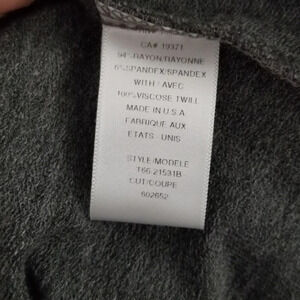 CA# 19371
94% RAYON/RAYONNE
6% SPANDEX/SPANDEX
WITH / AVEC
100% VISCOSE TWILL
MADE IN U.S.A
FABRIQUE AUX
ETATS - UNIS
STYLE/MODELE
T66-21531B
CUT/COUPE
602652